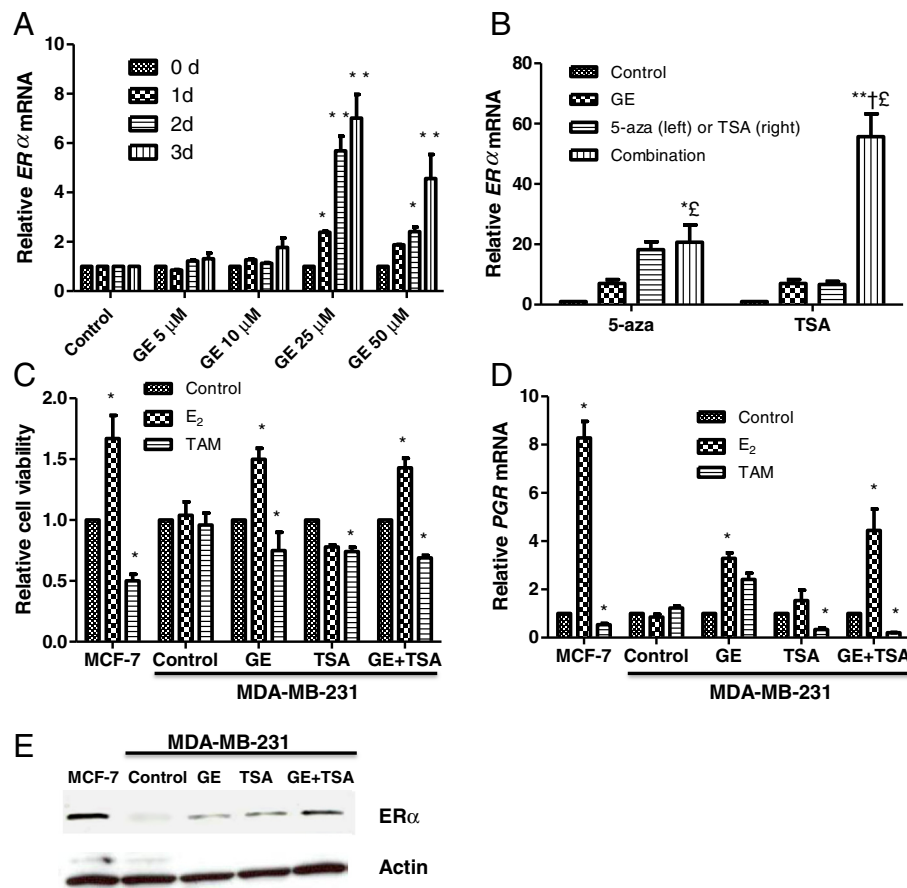 A
Relative ERα mRNA
10
8
6
4
2
0
0 d
1d
2d
3d
*
* *
* *
*
* *
Control
GE 5 µM
GE 10 µM
GE 25 µM
GE 50 µM
B
Relative ERα mRNA
80
60
40
20
0
Control
GE
5-aza (left) or TSA (right)
Combination
*£
**†£
5-aza
TSA
C
Relative cell viability
2.0
1.5
1.0
0.5
0.0
Control
E2
TAM
*
*
*
*
*
*
*
MCF-7
Control
GE
TSA
GE+TSA
MDA-MB-231
D
Relative PGR mRNA
10
8
6
4
2
0
Control
E2
TAM
*
*
*
*
*
*
MCF-7
Control
GE
TSA
GE+TSA
MDA-MB-231
E
MDA-MB-231
MCF-7 Control GE TSA GE+TSA
ERα
Actin